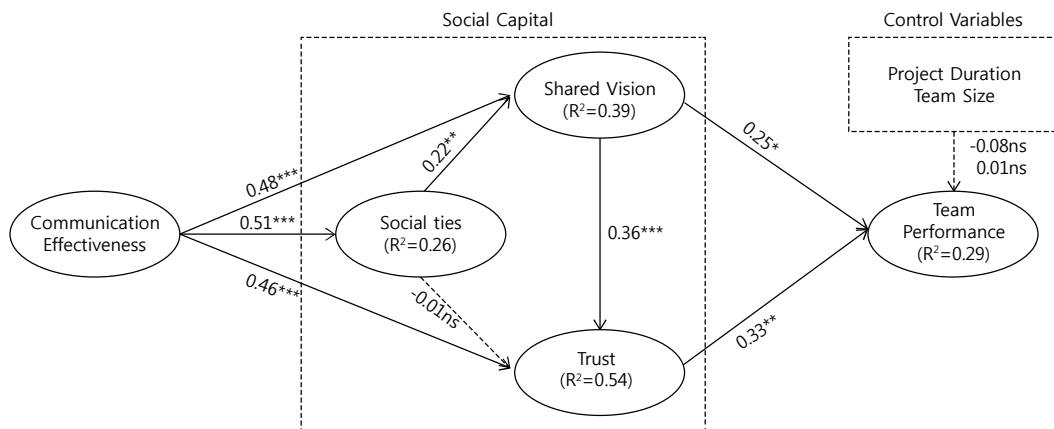 Social Capital
Control Variables
Project Duration
Team Size
Shared Vision
(R²=0.39)
0.25*
-0.08ns
0.01ns
0.22**
0.48***
Communication
Effectiveness
0.51***
Social ties
(R²=0.26)
0.36***
Team
Performance
(R²=0.29)
0.46***
-0.01ns
0.33**
Trust
(R²=0.54)